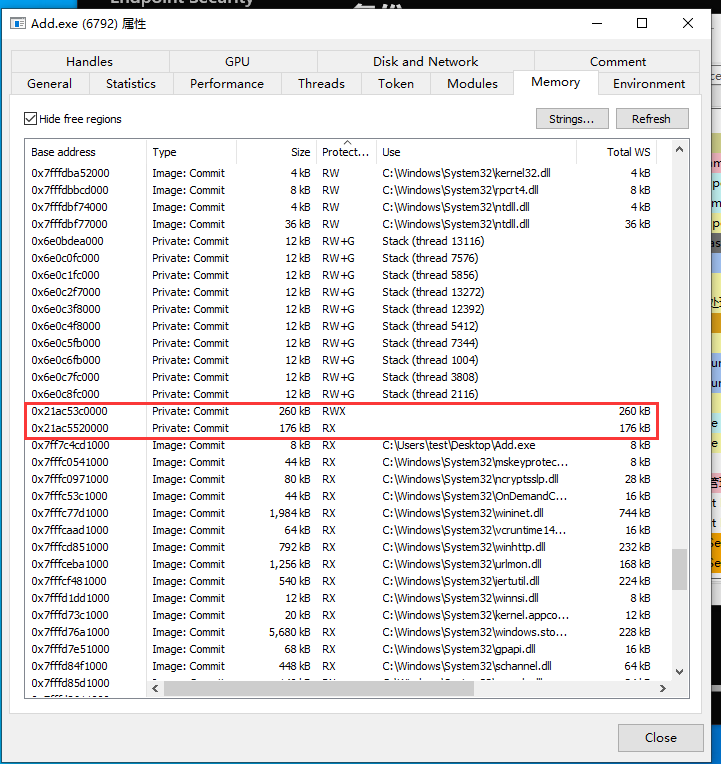 Endpoint Security
Add.exe (6792) 属性
Handles GPU Disk and Network Comment
General Statistics Performance Threads Token Modules Memory Environment
Hide free regions Strings... Refresh
Base address Type Size Protect... Use Total WS
0x7fffdba52000 Image: Commit 4 kB RW C:\Windows\System32\kernel32.dll 4 kB
0x7fffdbbcd000 Image: Commit 8 kB RW C:\Windows\System32\rpcrt4.dll 8 kB
0x7fffdbf74000 Image: Commit 4 kB RW C:\Windows\System32\ntdll.dll 4 kB
0x7fffdbf77000 Image: Commit 36 kB RW C:\Windows\System32\ntdll.dll 36 kB
0x6e0bdea000 Private: Commit 12 kB RW+G Stack (thread 13116)
0x6e0c0fc000 Private: Commit 12 kB RW+G Stack (thread 7576)
0x6e0c1fc000 Private: Commit 12 kB RW+G Stack (thread 5856)
0x6e0c2f7000 Private: Commit 12 kB RW+G Stack (thread 13272)
0x6e0c3f8000 Private: Commit 12 kB RW+G Stack (thread 12392)
0x6e0c4f8000 Private: Commit 12 kB RW+G Stack (thread 5412)
0x6e0c5fb000 Private: Commit 12 kB RW+G Stack (thread 7344)
0x6e0c6fb000 Private: Commit 12 kB RW+G Stack (thread 1004)
0x6e0c7fc000 Private: Commit 12 kB RW+G Stack (thread 3808)
0x6e0c8fc000 Private: Commit 12 kB RW+G Stack (thread 2116)
0x21ac53c0000 Private: Commit 260 kB RWX 260 kB
0x21ac5520000 Private: Commit 176 kB RX 176 kB
0x7ff7c4cd1000 Image: Commit 8 kB RX C:\Users\test\Desktop\Add.exe 8 kB
0x7fffc0541000 Image: Commit 44 kB RX C:\Windows\System32\mskeyprotec... 8 kB
0x7fffc0971000 Image: Commit 80 kB RX C:\Windows\System32\ncryptsslp.dll 28 kB
0x7fffc53c1000 Image: Commit 44 kB RX C:\Windows\System32\OnDemandC... 16 kB
0x7fffc77d1000 Image: Commit 1,984 kB RX C:\Windows\System32\wininet.dll 744 kB
0x7fffcaad1000 Image: Commit 64 kB RX C:\Windows\System32\vcruntime14... 16 kB
0x7fffcd851000 Image: Commit 792 kB RX C:\Windows\System32\winhttp.dll 232 kB
0x7fffceba1000 Image: Commit 1,256 kB RX C:\Windows\System32\urlmon.dll 168 kB
0x7fffcf481000 Image: Commit 540 kB RX C:\Windows\System32\iertutil.dll 224 kB
0x7fffd1dd1000 Image: Commit 12 kB RX C:\Windows\System32\winnsi.dll 8 kB
0x7fffd73c1000 Image: Commit 20 kB RX C:\Windows\System32\kernel.appco... 12 kB
0x7fffd76a1000 Image: Commit 5,680 kB RX C:\Windows\System32\windows.sto... 228 kB
0x7fffd7e51000 Image: Commit 68 kB RX C:\Windows\System32\gpapi.dll 16 kB
0x7fffd84f1000 Image: Commit 448 kB RX C:\Windows\System32\schannel.dll 64 kB
0x7fffd85d1000
Close